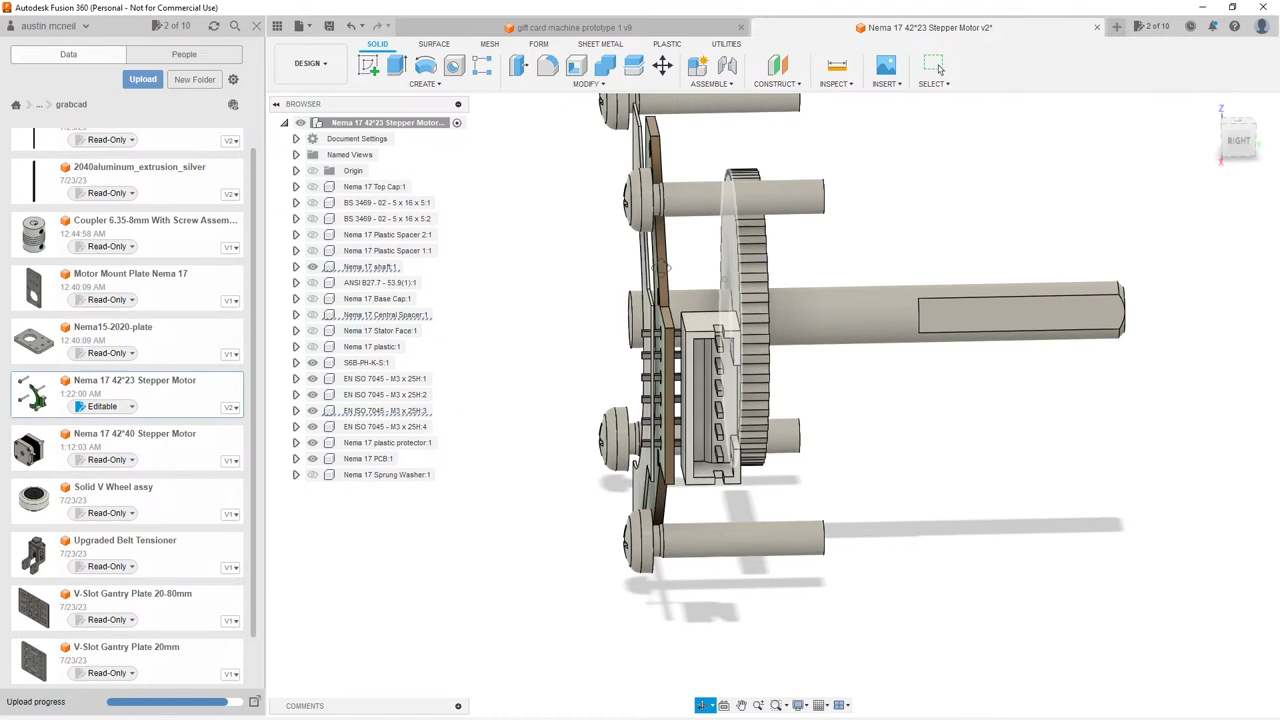 Autodesk Fusion 360 (Personal - Not for Commercial Use)
austin mcneil 2 of 10
gift card machine prototype 1 v9
Nema 17 42*23 Stepper Motor v2*
2 of 10
Data People
Upload New Folder
... grabcad
Read-Only V2
2040aluminum_extrusion_silver
7/23/23
Read-Only V2
Coupler 6.35-8mm With Screw Assem...
12:44:58 AM
Read-Only V1
Motor Mount Plate Nema 17
12:40:09 AM
Read-Only V1
Nema15-2020-plate
12:40:09 AM
Read-Only V1
Nema 17 42*23 Stepper Motor
1:22:00 AM
Editable V2
Nema 17 42*40 Stepper Motor
1:12:03 AM
Read-Only V1
Solid V Wheel assy
7/23/23
Read-Only V1
Upgraded Belt Tensioner
7/23/23
Read-Only V1
V-Slot Gantry Plate 20-80mm
7/23/23
Read-Only V1
V-Slot Gantry Plate 20mm
7/23/23
Read-Only V1
Upload progress
SOLID SURFACE MESH FORM SHEET METAL PLASTIC UTILITIES
DESIGN
CREATE MODIFY ASSEMBLE CONSTRUCT INSPECT INSERT SELECT
BROWSER
Nema 17 42*23 Stepper Motor...
Document Settings
Named Views
Origin
Nema 17 Top Cap:1
BS 3469 - 02 - 5 x 16 x 5:1
BS 3469 - 02 - 5 x 16 x 5:2
Nema 17 Plastic Spacer 2:1
Nema 17 Plastic Spacer 1:1
Nema 17 shaft:1
ANSI B27.7 - 53.9(1):1
Nema 17 Base Cap:1
Nema 17 Central Spacer:1
Nema 17 Stator Face:1
Nema 17 plastic:1
S6B-PH-K-S:1
EN ISO 7045 - M3 x 25H:1
EN ISO 7045 - M3 x 25H:2
EN ISO 7045 - M3 x 25H:3
EN ISO 7045 - M3 x 25H:4
Nema 17 plastic protector:1
Nema 17 PCB:1
Nema 17 Sprung Washer:1
COMMENTS
Z
RIGHT
Y
X